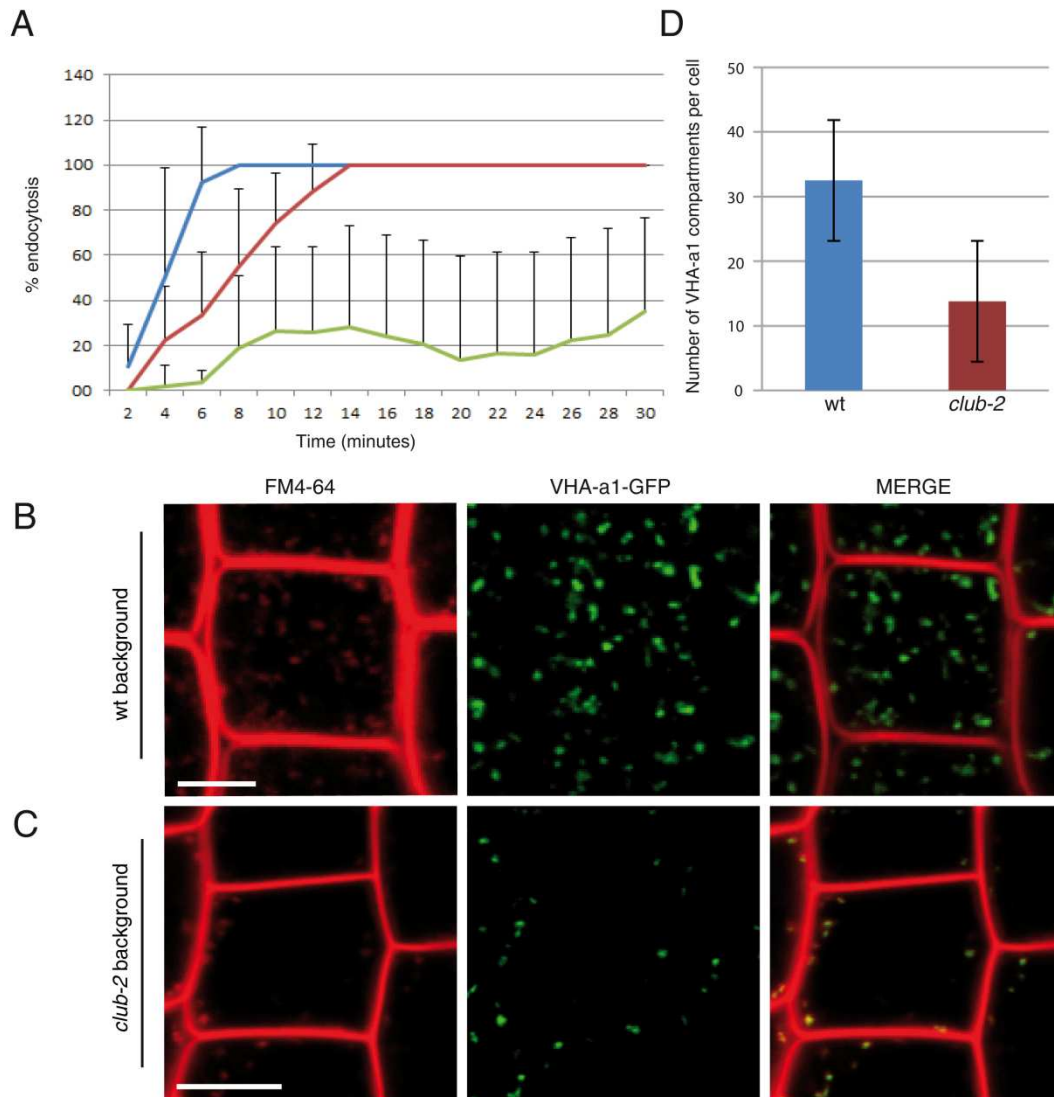 A
140
120
100
80
60
40
20
00
% endocytosis
2 4 6 8 10 12 14 16 18 20 22 24 26 28 30
Time (minutes)
D
50
40
30
20
10
0
Number of VHA-a1 compartments per cell
wt club-2
FM4-64 VHA-a1-GFP MERGE
B
wt background
C
club-2 background